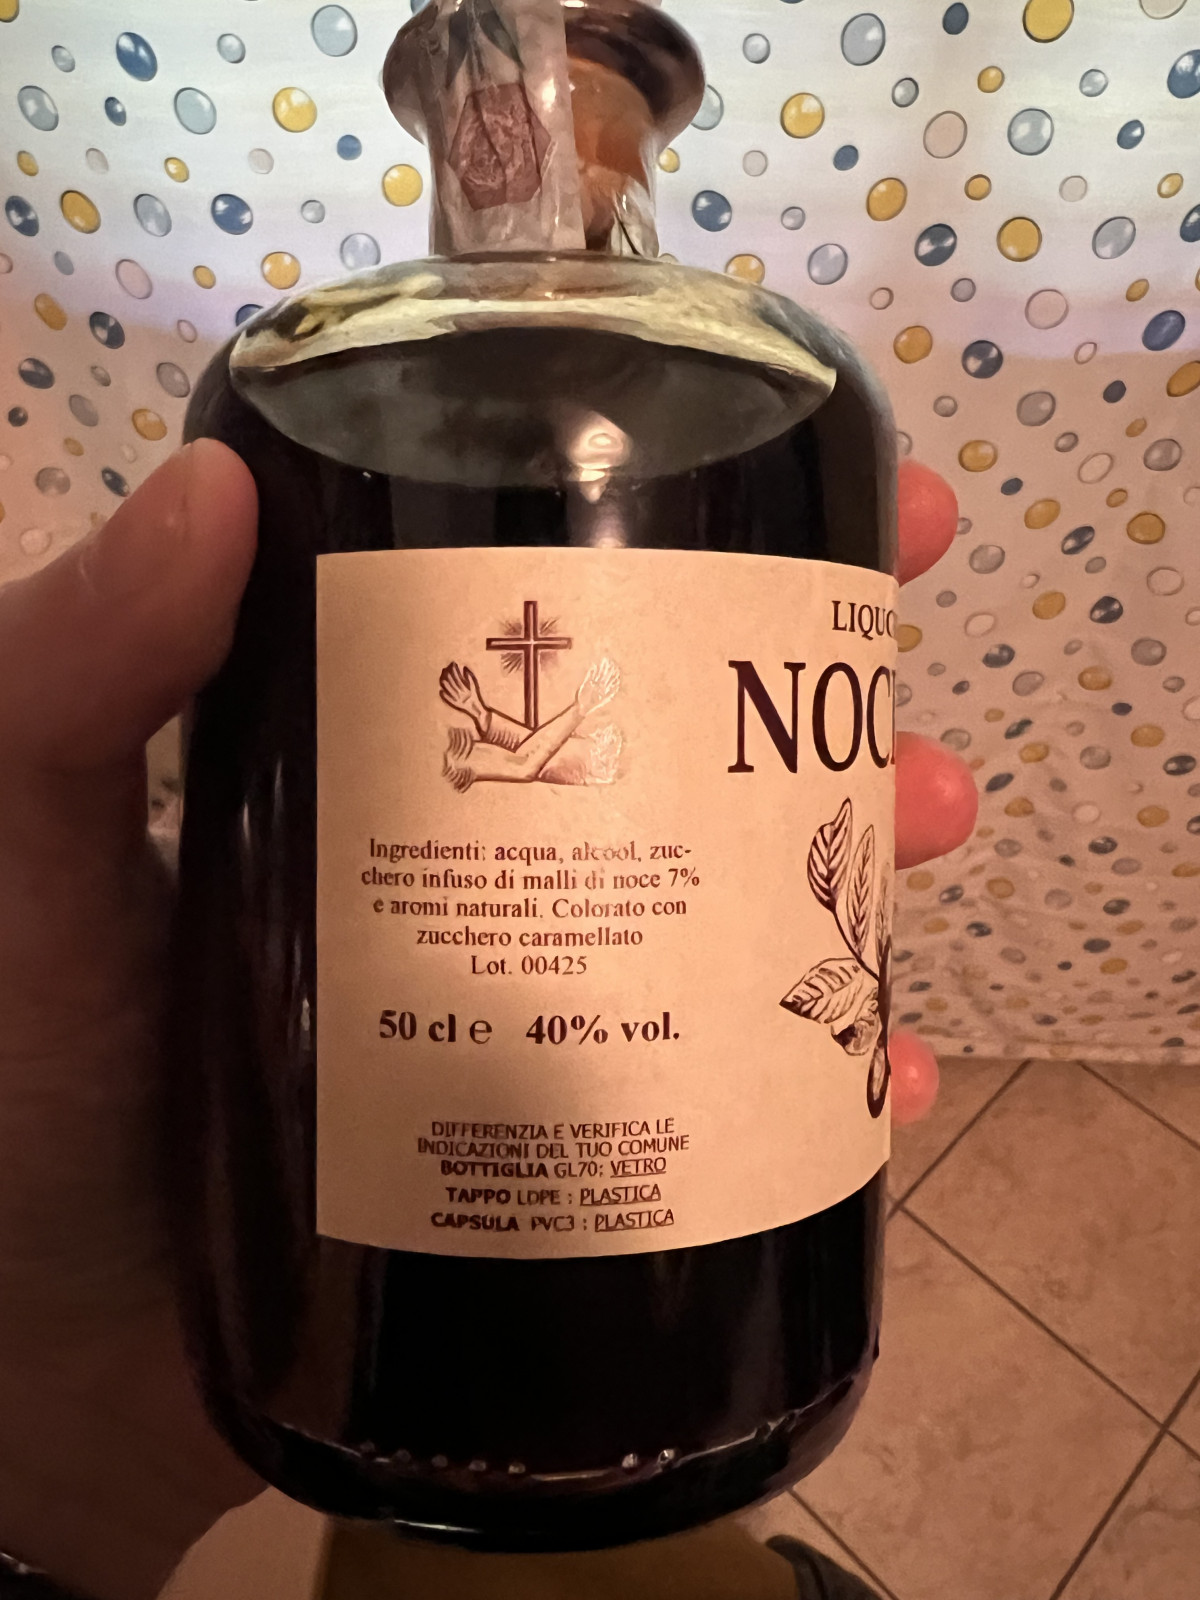 LIQUO
NOC
Ingredienti: acqua, alcool, zuc-
chero infuso di malli di noce 7%
e aromi naturali. Colorato con
zucchero caramellato
Lot. 00425
50 cl e 40% vol.
DIFFERENZIA E VERIFICA LE
INDICAZIONI DEL TUO COMUNE
BOTTIGLIA GL70: VETRO
TAPPO LDPE : PLASTICA
CAPSULA PVC3 : PLASTICA